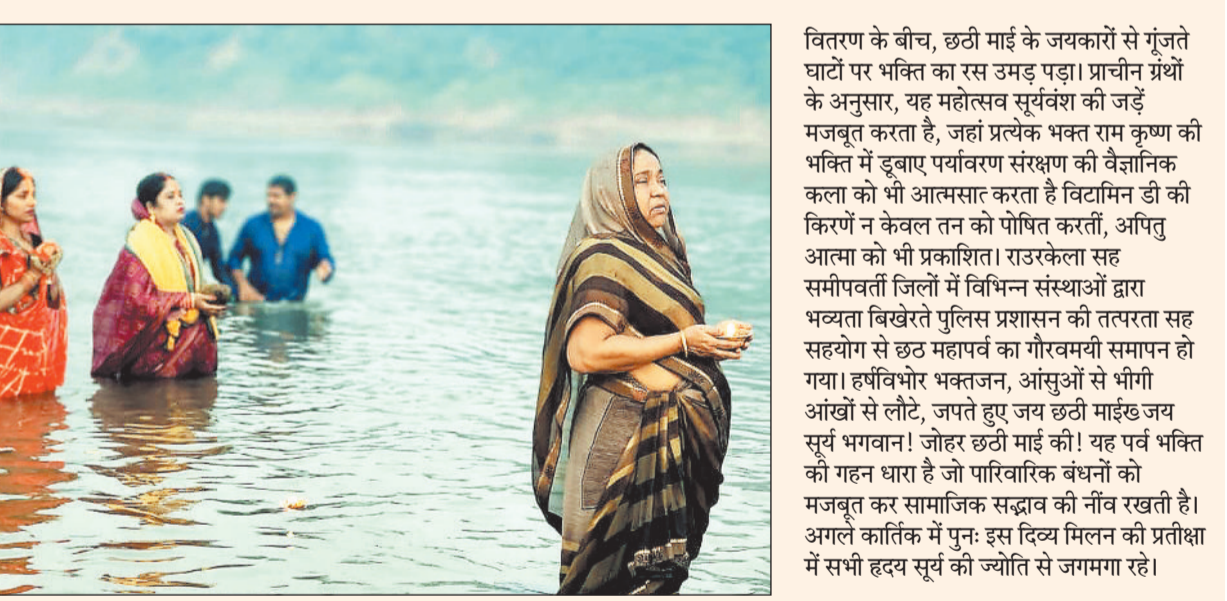 वितरण के बीच, छठी माई के जयकारों से गूंजते
घाटों पर भक्ति का रस उमड़ पड़ा। प्राचीन ग्रंथों
के अनुसार, यह महोत्सव सूर्यवंश की जड़ें
मजबूत करता है, जहां प्रत्येक भक्त राम कृष्ण की
भक्ति में डूबाए पर्यावरण संरक्षण की वैज्ञानिक
कला को भी आत्मसात् करता है विटामिन डी की
किरणें न केवल तन को पोषित करतीं, अपितु
आत्मा को भी प्रकाशित। राउरकेला सह
समीपवर्ती जिलों में विभिन्न संस्थाओं द्वारा
भव्यता बिखेरते पुलिस प्रशासन की तत्परता सह
सहयोग से छठ महापर्व का गौरवमयी समापन हो
गया। हर्षविभोर भक्तजन, आंसुओं से भीगी
आंखों से लौटे, जपते हुए जय छठी माईख्जय
सूर्य भगवान! जोहर छठी माई की! यह पर्व भक्ति
की गहन धारा है जो पारिवारिक बंधनों को
मजबूत कर सामाजिक सद्भाव की नींव रखती है।
अगले कार्तिक में पुनः इस दिव्य मिलन की प्रतीक्षा
में सभी हृदय सूर्य की ज्योति से जगमगा रहे।